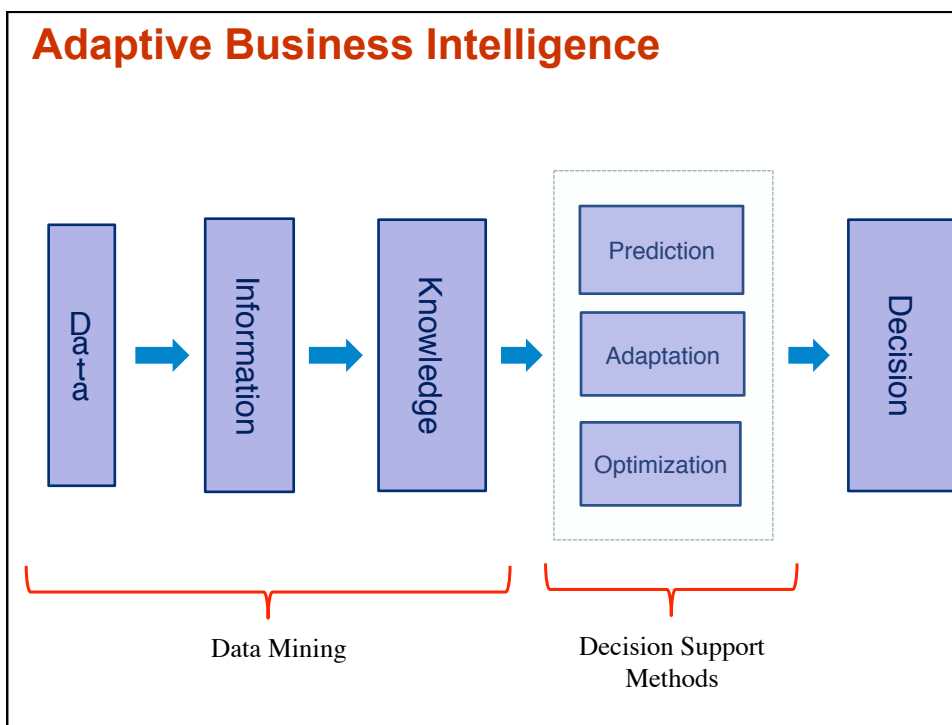 Adaptive Business Intelligence
Data
Information
Knowledge
Prediction
Adaptation
Optimization
Decision
Data Mining
Decision Support
Methods